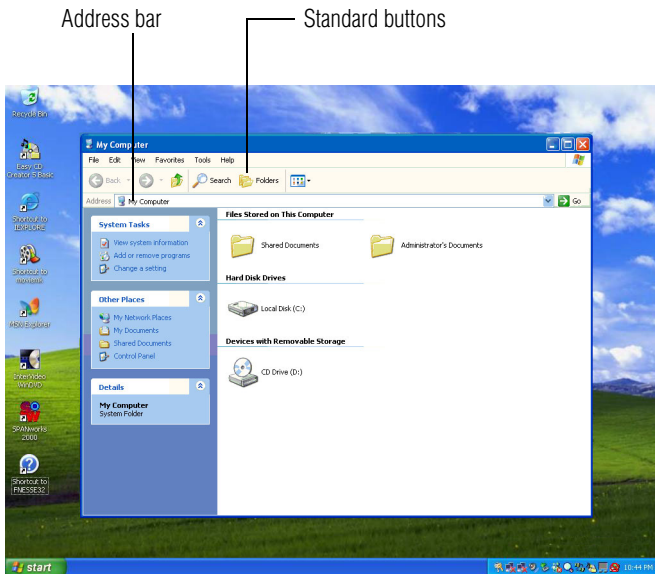 Address bar
Standard buttons
Recycle Bin
Easy CD
Creator 5 Basic
Shortcut to
IEXPLORE
Shortcut to
MSN Explorer
InterVideo
WinDVD
SPANworks
2000
Shortcut to
FNESSE32
My Computer
File Edit View Favorites Tools Help
Back Search Folders
Address My Computer Go
System Tasks
View system information
Add or remove programs
Change a setting
Other Places
My Network Places
My Documents
Shared Documents
Control Panel
Details
My Computer
System Folder
Files Stored on This Computer
Shared Documents Administrator's Documents
Hard Disk Drives
Local Disk (C:)
Devices with Removable Storage
CD Drive (D:)
start 10:44 PM